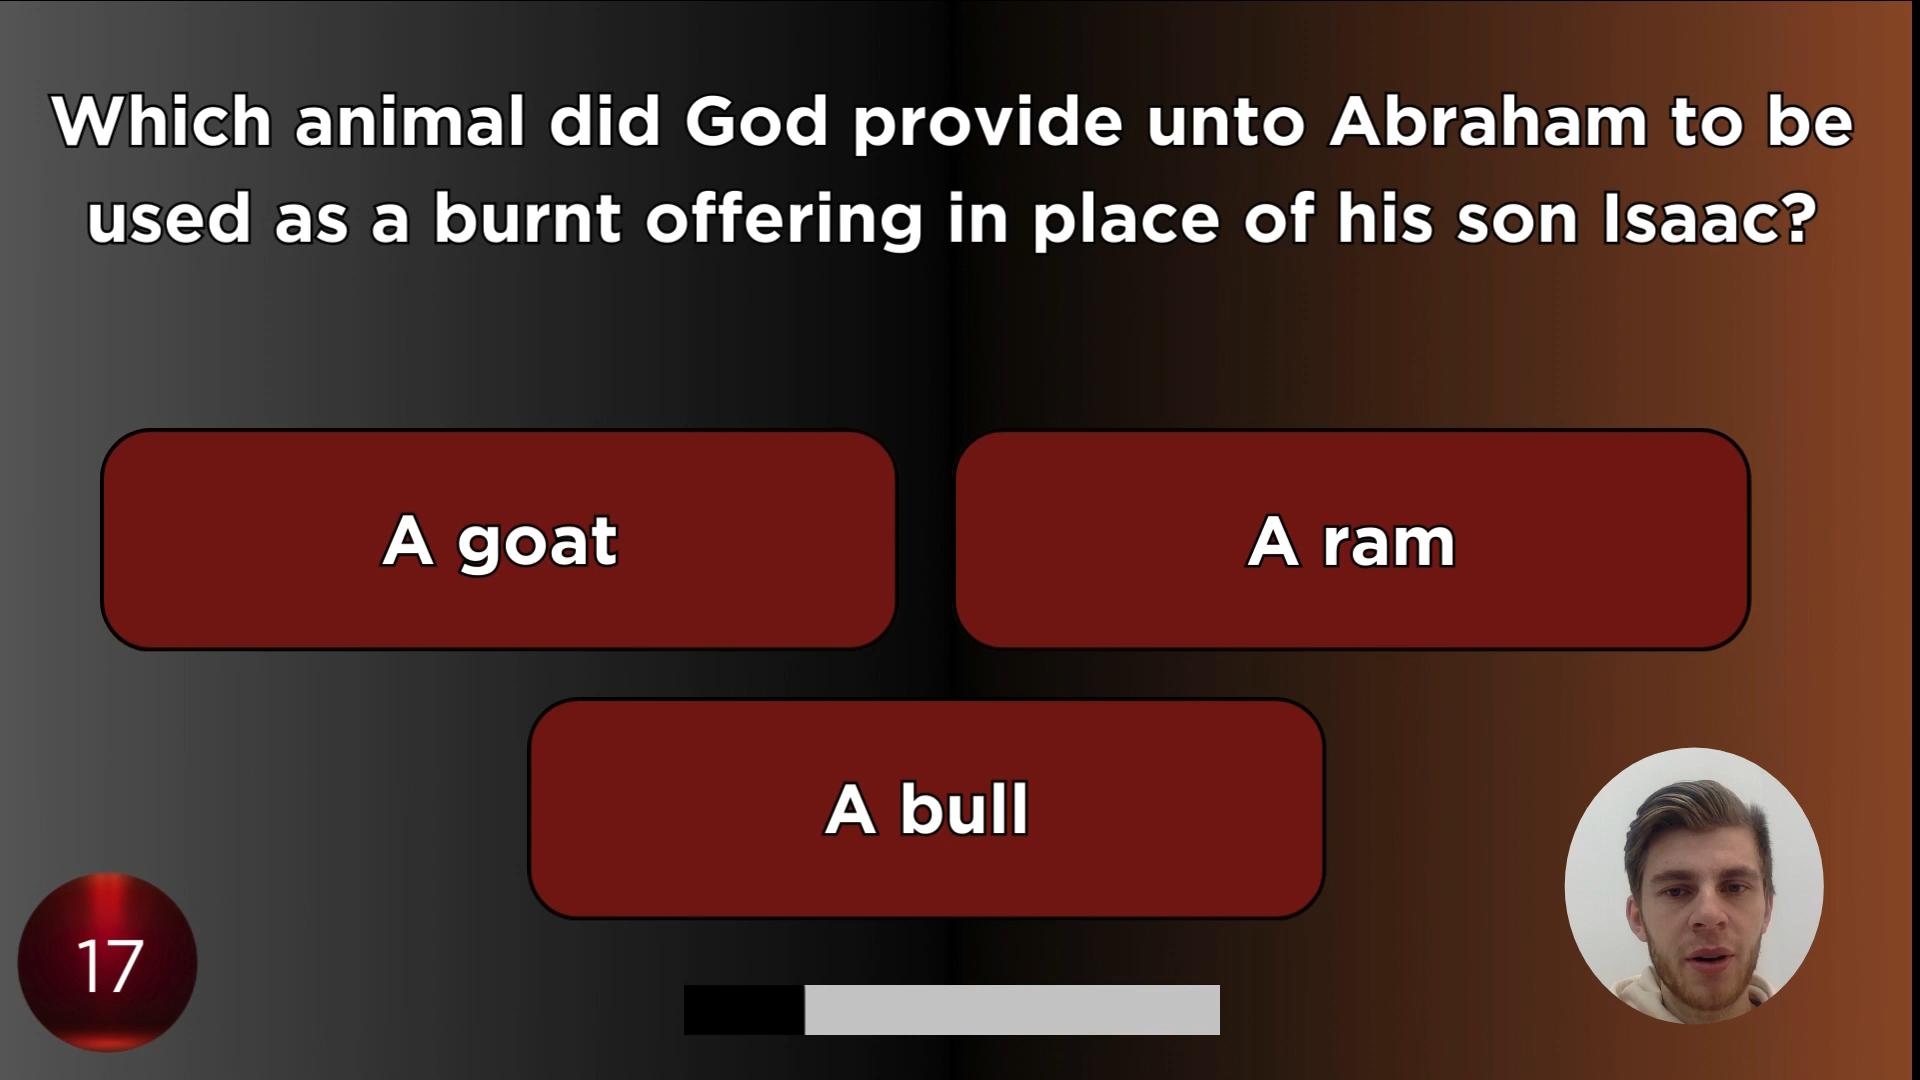 Which animal did God provide unto Abraham to be
used as a burnt offering in place of his son Isaac?
A goat
A ram
A bull
17